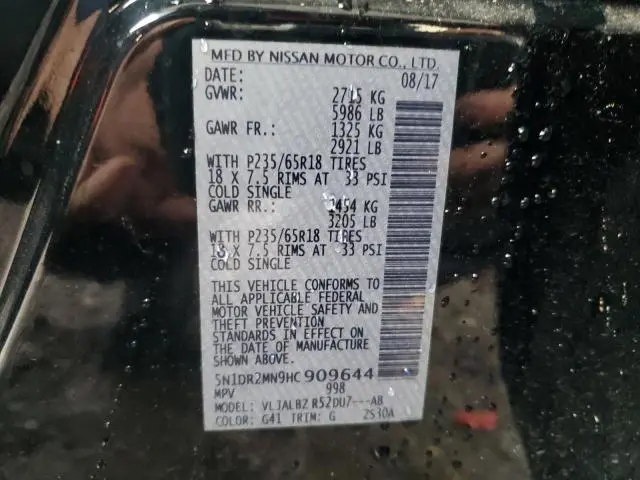 MFD BY NISSAN MOTOR CO., LTD.
DATE: 08/17
GVWR: 2715 KG
5986 LB
GAWR FR.: 1325 KG
2921 LB
WITH P235/65R18 TIRES
18 X 7.5 RIMS AT 33 PSI
COLD SINGLE
GAWR RR.: 1454 KG
3205 LB
WITH P235/65R18 TIRES
18 X 7.5 RIMS AT 33 PSI
COLD SINGLE
THIS VEHICLE CONFORMS TO
ALL APPLICABLE FEDERAL
MOTOR VEHICLE SAFETY AND
THEFT PREVENTION
STANDARDS IN EFFECT ON
THE DATE OF MANUFACTURE
SHOWN ABOVE.
5N1DR2MN9HC909644
MPV 998
MODEL: VLJALBZ R52DU7---AB
COLOR: G41 TRIM: G ZS30A